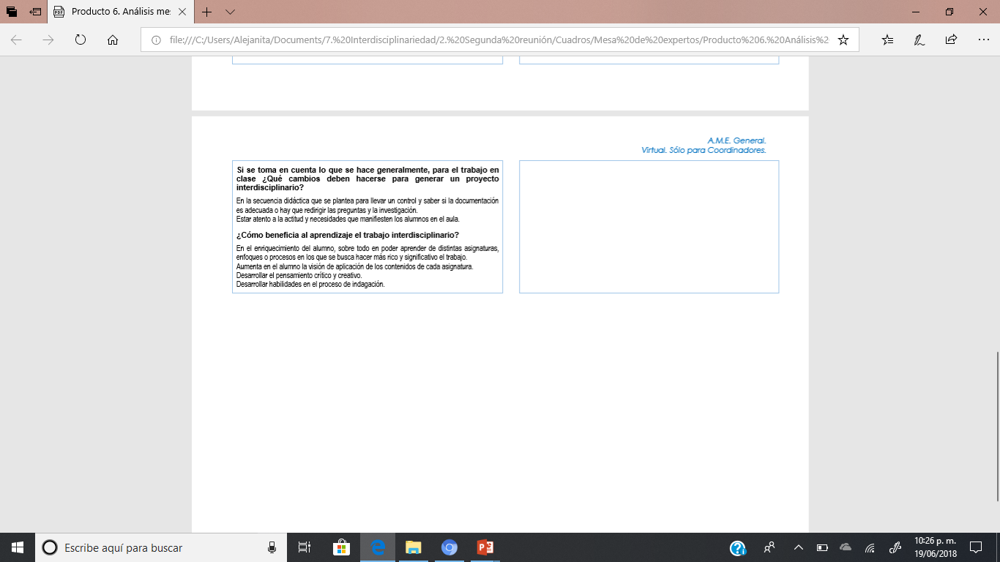 Producto 6. Análisis me
file:///C:/Users/Alejanita/Documents/7.%20Interdisciplinariedad/2.%20Segunda%20reunión/Cuadros/Mesa%20de%20expertos/Producto%206.%20Análisis%2
A.M.E. General.
Virtual. Sólo para Coordinadores.
Si se toma en cuenta lo que se hace generalmente, para el trabajo en
clase ¿Qué cambios deben hacerse para generar un proyecto
interdisciplinario?
En la secuencia didáctica que se plantea para llevar un control y saber si la documentación
es adecuada o hay que redirigir las preguntas y la investigación.
Estar atento a la actitud y necesidades que manifiesten los alumnos en el aula.
¿Cómo beneficia al aprendizaje el trabajo interdisciplinario?
En el enriquecimiento del alumno, sobre todo en poder aprender de distintas asignaturas,
enfoques o procesos en los que se busca hacer más rico y significativo el trabajo.
Aumenta en el alumno la visión de aplicación de los contenidos de cada asignatura.
Desarrollar el pensamiento crítico y creativo.
Desarrollar habilidades en el proceso de indagación.
Escribe aquí para buscar
10:26 p. m.
19/06/2018